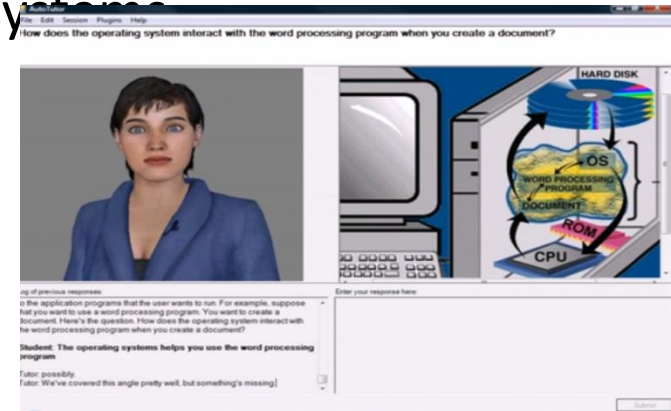 ystems
AutoTutor
File Edit Session Plugins Help
How does the operating system interact with the word processing program when you create a document?
HARD DISK
OS
WORD PROCESSING
PROGRAM
DOCUMENT
ROM
CPU
og of previous responses:
o the application programs that the user wants to run. For example, suppose
hat you want to use a word processing program. You want to create a
document. Here's the question. How does the operating system interact with
he word processing program when you create a document?
Student: The operating systems helps you use the word processing
program
Tutor: possibly.
Tutor: We've covered this angle pretty well, but something's missing.
Enter your response here:
Submit